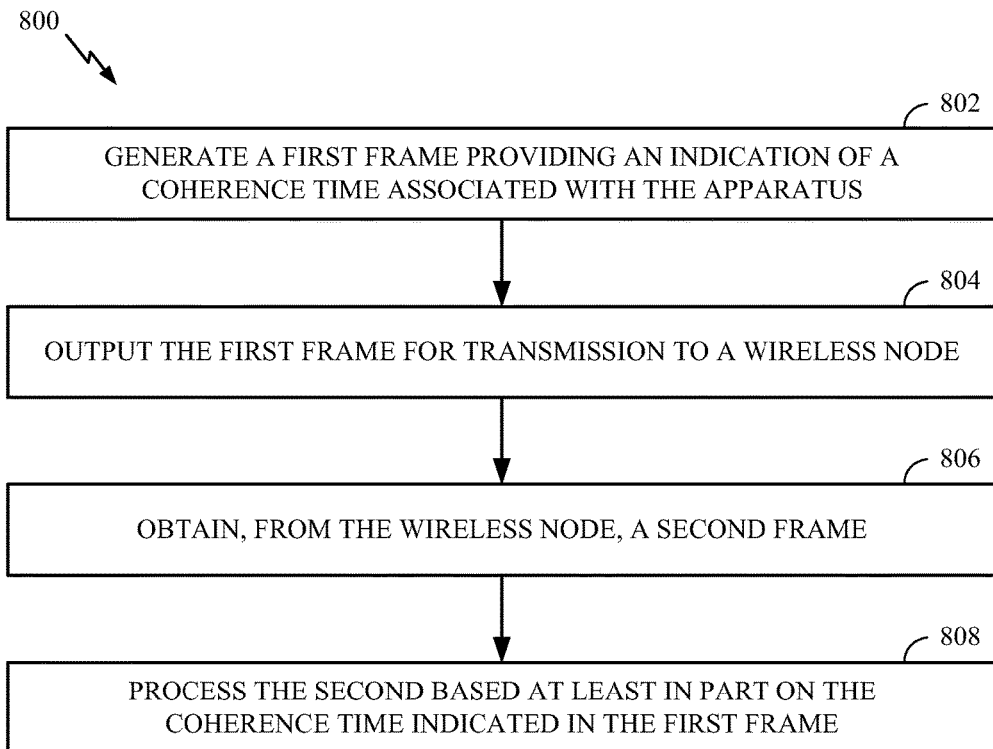 800
802
GENERATE A FIRST FRAME PROVIDING AN INDICATION OF A
COHERENCE TIME ASSOCIATED WITH THE APPARATUS
804
OUTPUT THE FIRST FRAME FOR TRANSMISSION TO A WIRELESS NODE
806
OBTAIN, FROM THE WIRELESS NODE, A SECOND FRAME
808
PROCESS THE SECOND BASED AT LEAST IN PART ON THE
COHERENCE TIME INDICATED IN THE FIRST FRAME